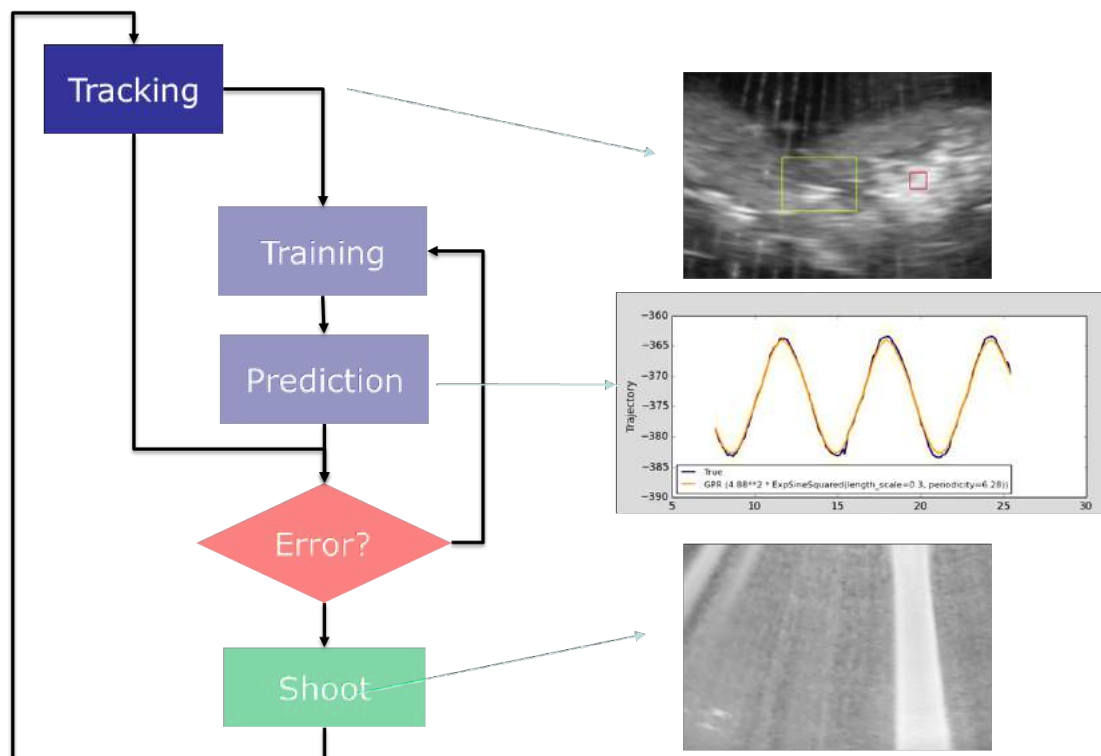 Tracking
Training
Prediction
Error?
Shoot
−360
−365
−370
−375
−380
−385
−390
Trajectory
True
GPR (4.88**2 * ExpSineSquared(length_scale=0.3, periodicity=6.28))
5 10 15 20 25 30